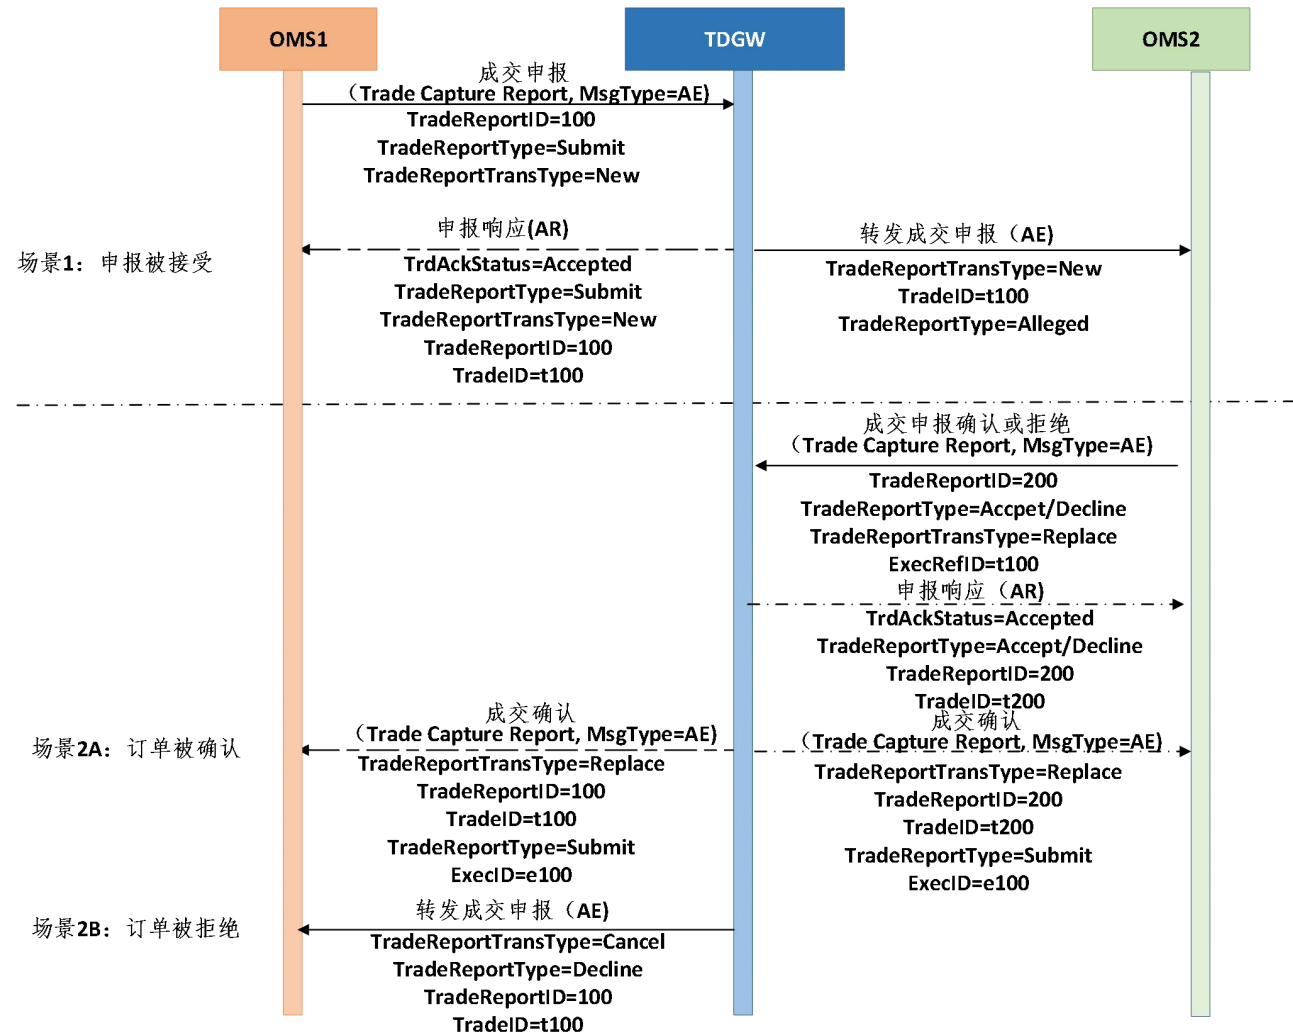 OMS1
TDGW
OMS2
成交申报
（Trade Capture Report, MsgType=AE)
TradeReportID=100
TradeReportType=Submit
TradeReportTransType=New
场景1：申报被接受
申报响应(AR)
TrdAckStatus=Accepted
TradeReportType=Submit
TradeReportTransType=New
TradeReportID=100
TradeID=t100
转发成交申报（AE)
TradeReportTransType=New
TradeID=t100
TradeReportType=Alleged
成交申报确认或拒绝
（Trade Capture Report, MsgType=AE)
TradeReportID=200
TradeReportType=Accpet/Decline
TradeReportTransType=Replace
ExecRefID=t100
申报响应（AR)
TrdAckStatus=Accepted
TradeReportType=Accept/Decline
TradeReportID=200
TradeID=t200
场景2A：订单被确认
成交确认
（Trade Capture Report, MsgType=AE)
TradeReportTransType=Replace
TradeReportID=100
TradeID=t100
TradeReportType=Submit
ExecID=e100
成交确认
（Trade Capture Report, MsgType=AE)
TradeReportTransType=Replace
TradeReportID=200
TradeID=t200
TradeReportType=Submit
ExecID=e100
场景2B：订单被拒绝
转发成交申报（AE)
TradeReportTransType=Cancel
TradeReportType=Decline
TradeReportID=100
TradeID=t100